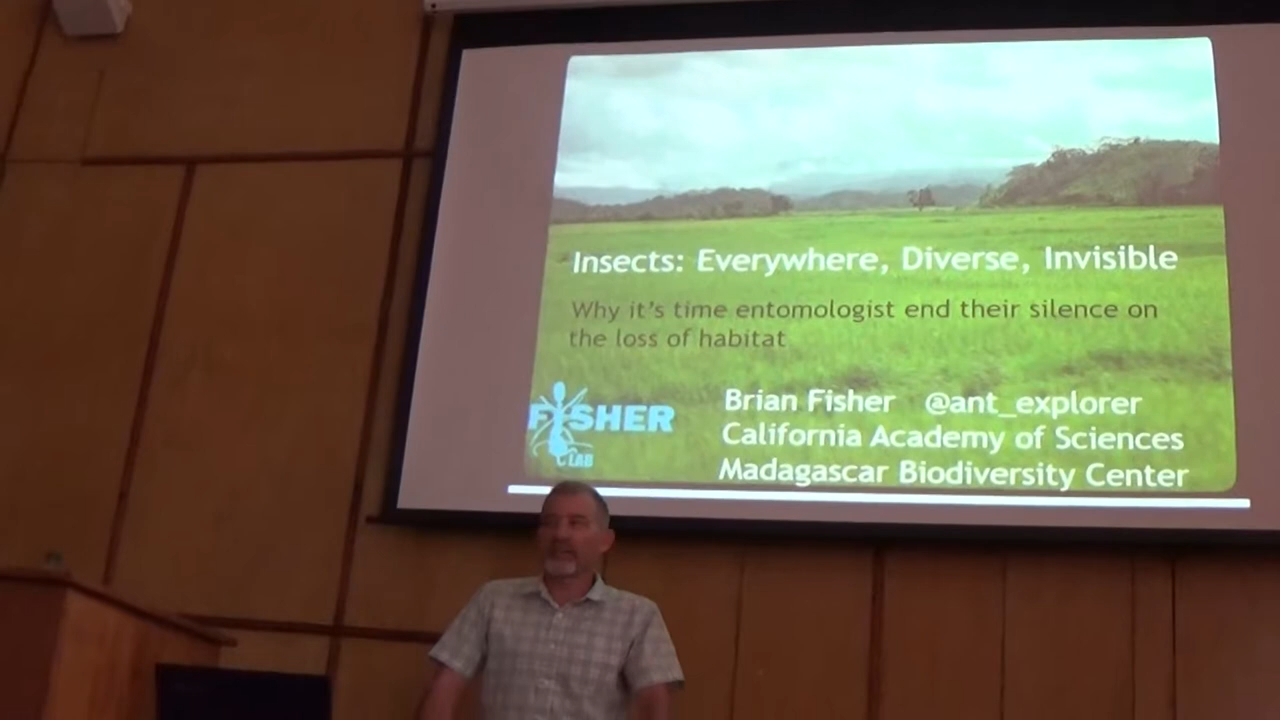 Insects: Everywhere, Diverse, Invisible
Why it's time entomologist end their silence on
the loss of habitat
FISHER
LAB
Brian Fisher @ant_explorer
California Academy of Sciences
Madagascar Biodiversity Center